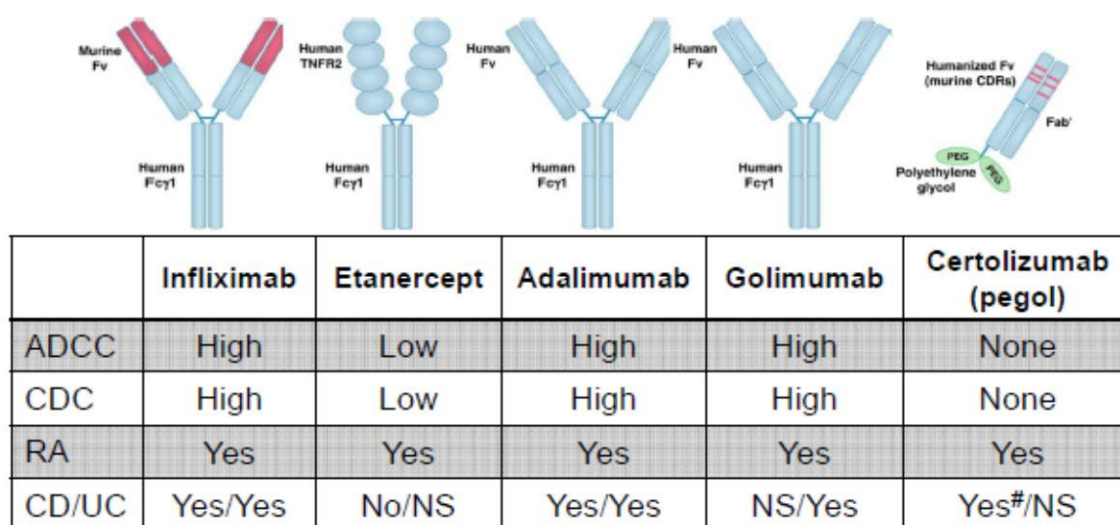 Murine
Fv
Human
Fcγ1
Human
TNFR2
Human
Fcγ1
Human
Fv
Human
Fcγ1
Human
Fv
Human
Fcγ1
Humanized Fv
(murine CDRs)
Fab'
PEG
PEG
Polyethylene
glycol
Infliximab Etanercept Adalimumab Golimumab Certolizumab (pegol)
ADCC High Low High High None
CDC High Low High High None
RA Yes Yes Yes Yes Yes
CD/UC Yes/Yes No/NS Yes/Yes NS/Yes Yes#/NS